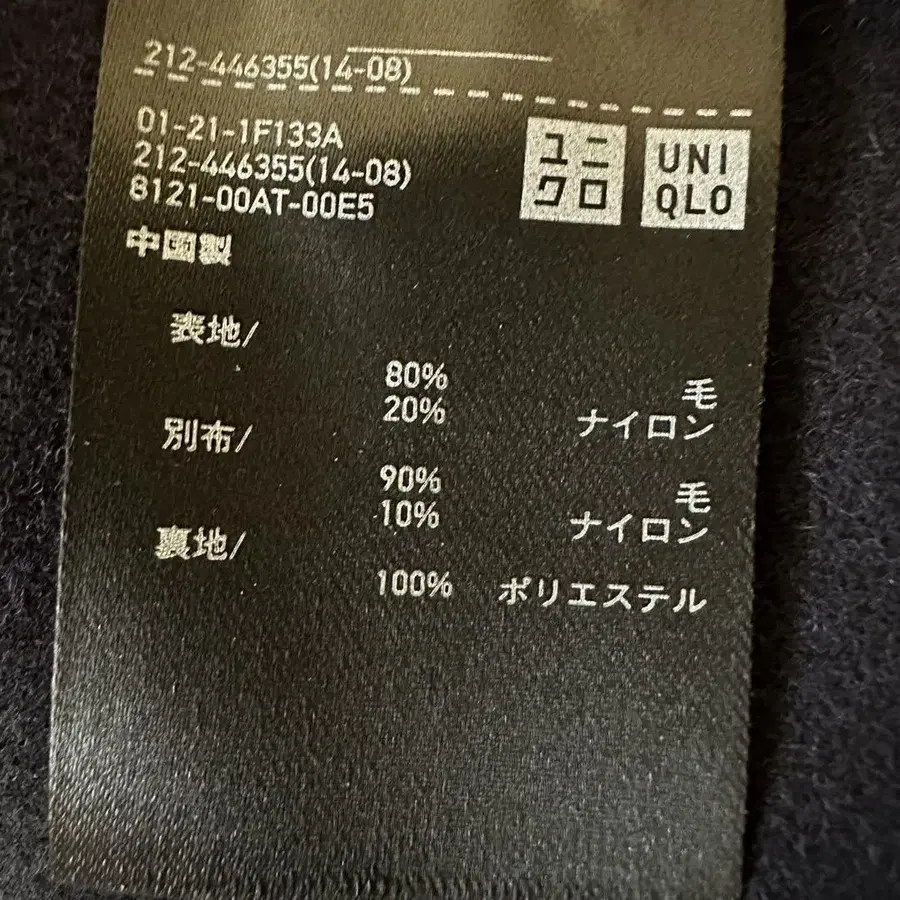 212-446355(14-08)
01-21-1F133A
212-446355(14-08)
8121-00AT-00E5
中国製
ユニ
クロ
UNI
QLO
表地/
80% 毛
20% ナイロン
別布/
90% 毛
10% ナイロン
裏地/
100% ポリエステル